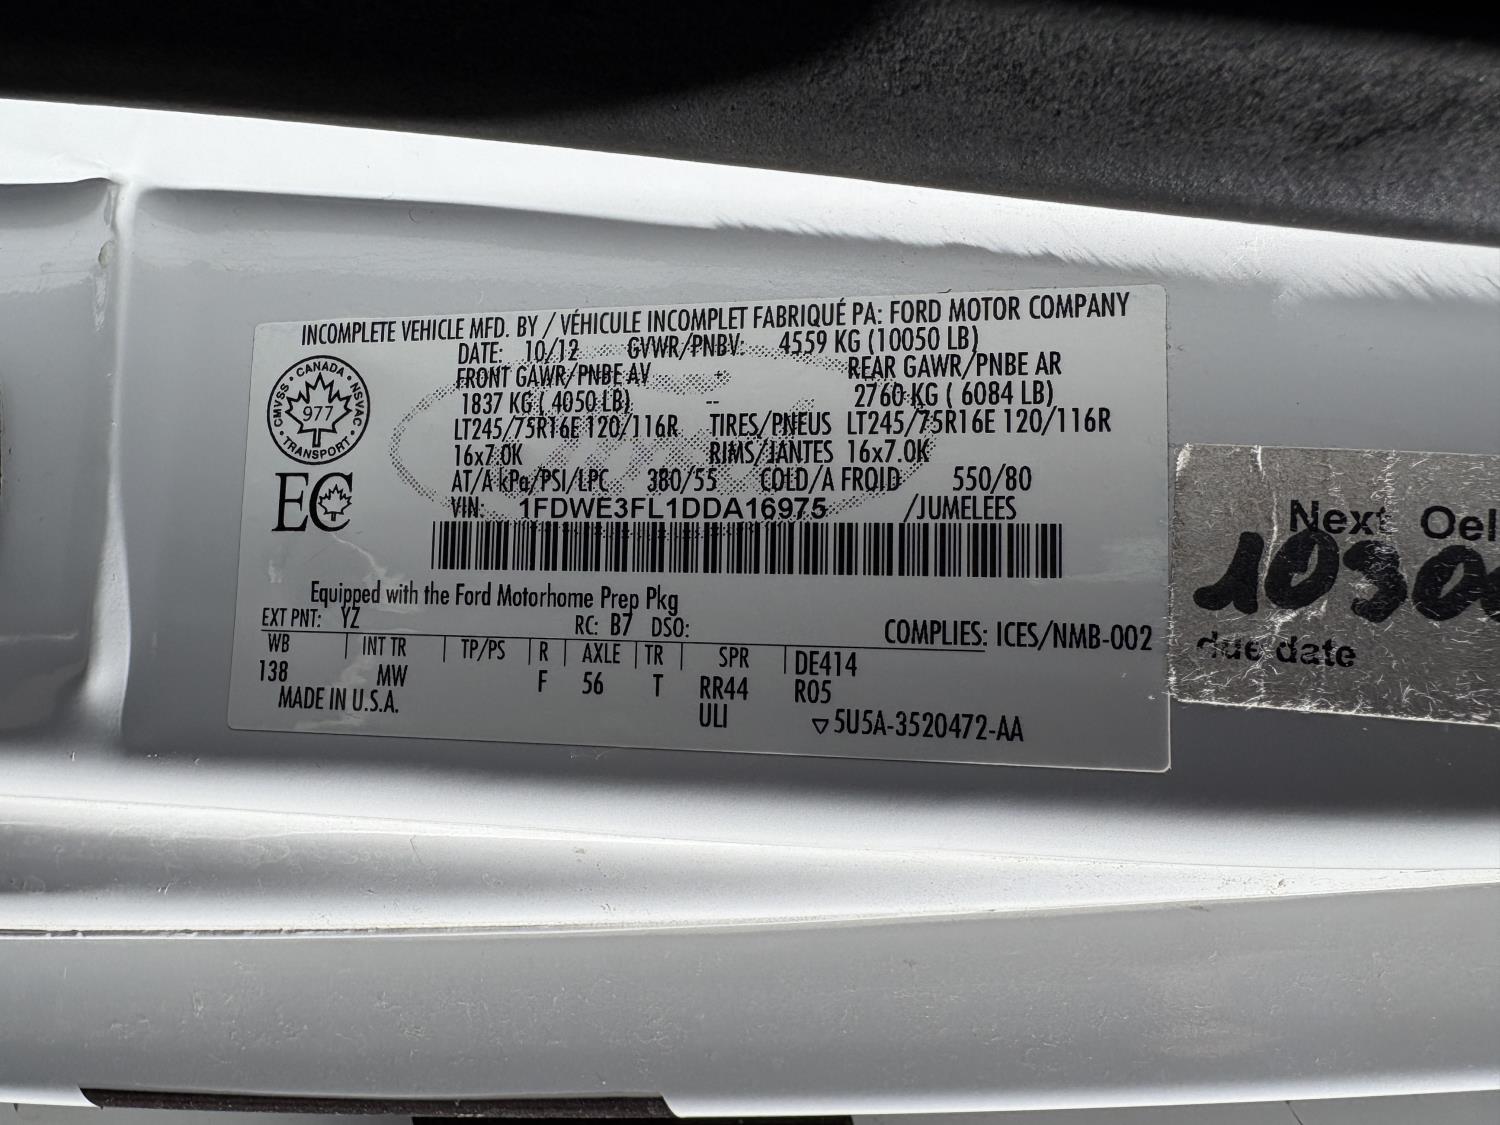 INCOMPLETE VEHICLE MFD. BY / VÉHICULE INCOMPLET FABRIQUÉ PA: FORD MOTOR COMPANY
DATE: 10/12 GVWR/PNBV: 4559 KG (10050 LB)
FRONT GAWR/PNBE AV - REAR GAWR/PNBE AR
1837 KG ( 4050 LB) -- 2760 KG ( 6084 LB)
LT245/75R16E 120/116R TIRES/PNEUS LT245/75R16E 120/116R
16x7.0K RIMS/JANTES 16x7.0K
AT/A kPa/PSI/LPC 380/55 COLD/A FROID 550/80
VIN: 1FDWE3FL1DDA16975 /JUMELEES
CMVSS · CANADA · NSVAC · TRANSPORT ·
977
EC
Equipped with the Ford Motorhome Prep Pkg
EXT PNT: YZ RC: B7 DSO: COMPLIES: ICES/NMB-002
WB INT TR TP/PS R AXLE TR SPR DE414
138 MW F 56 T RR44 R05
MADE IN U.S.A. ULI ▽5U5A-3520472-AA
Next Oel
due date